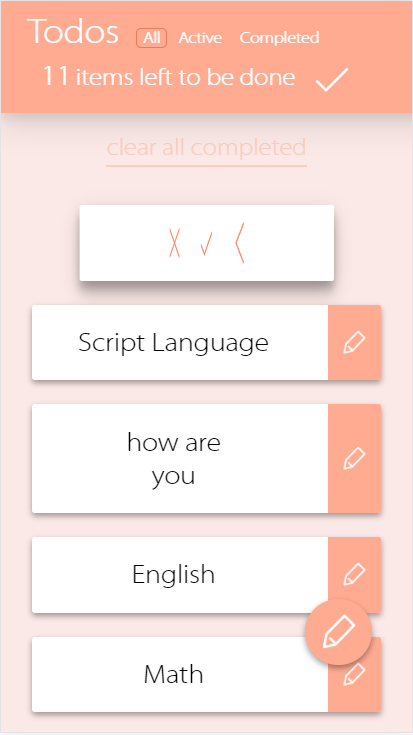 Todos All Active Completed
11 items left to be done
clear all completed
Script Language
how are
you
English
Math